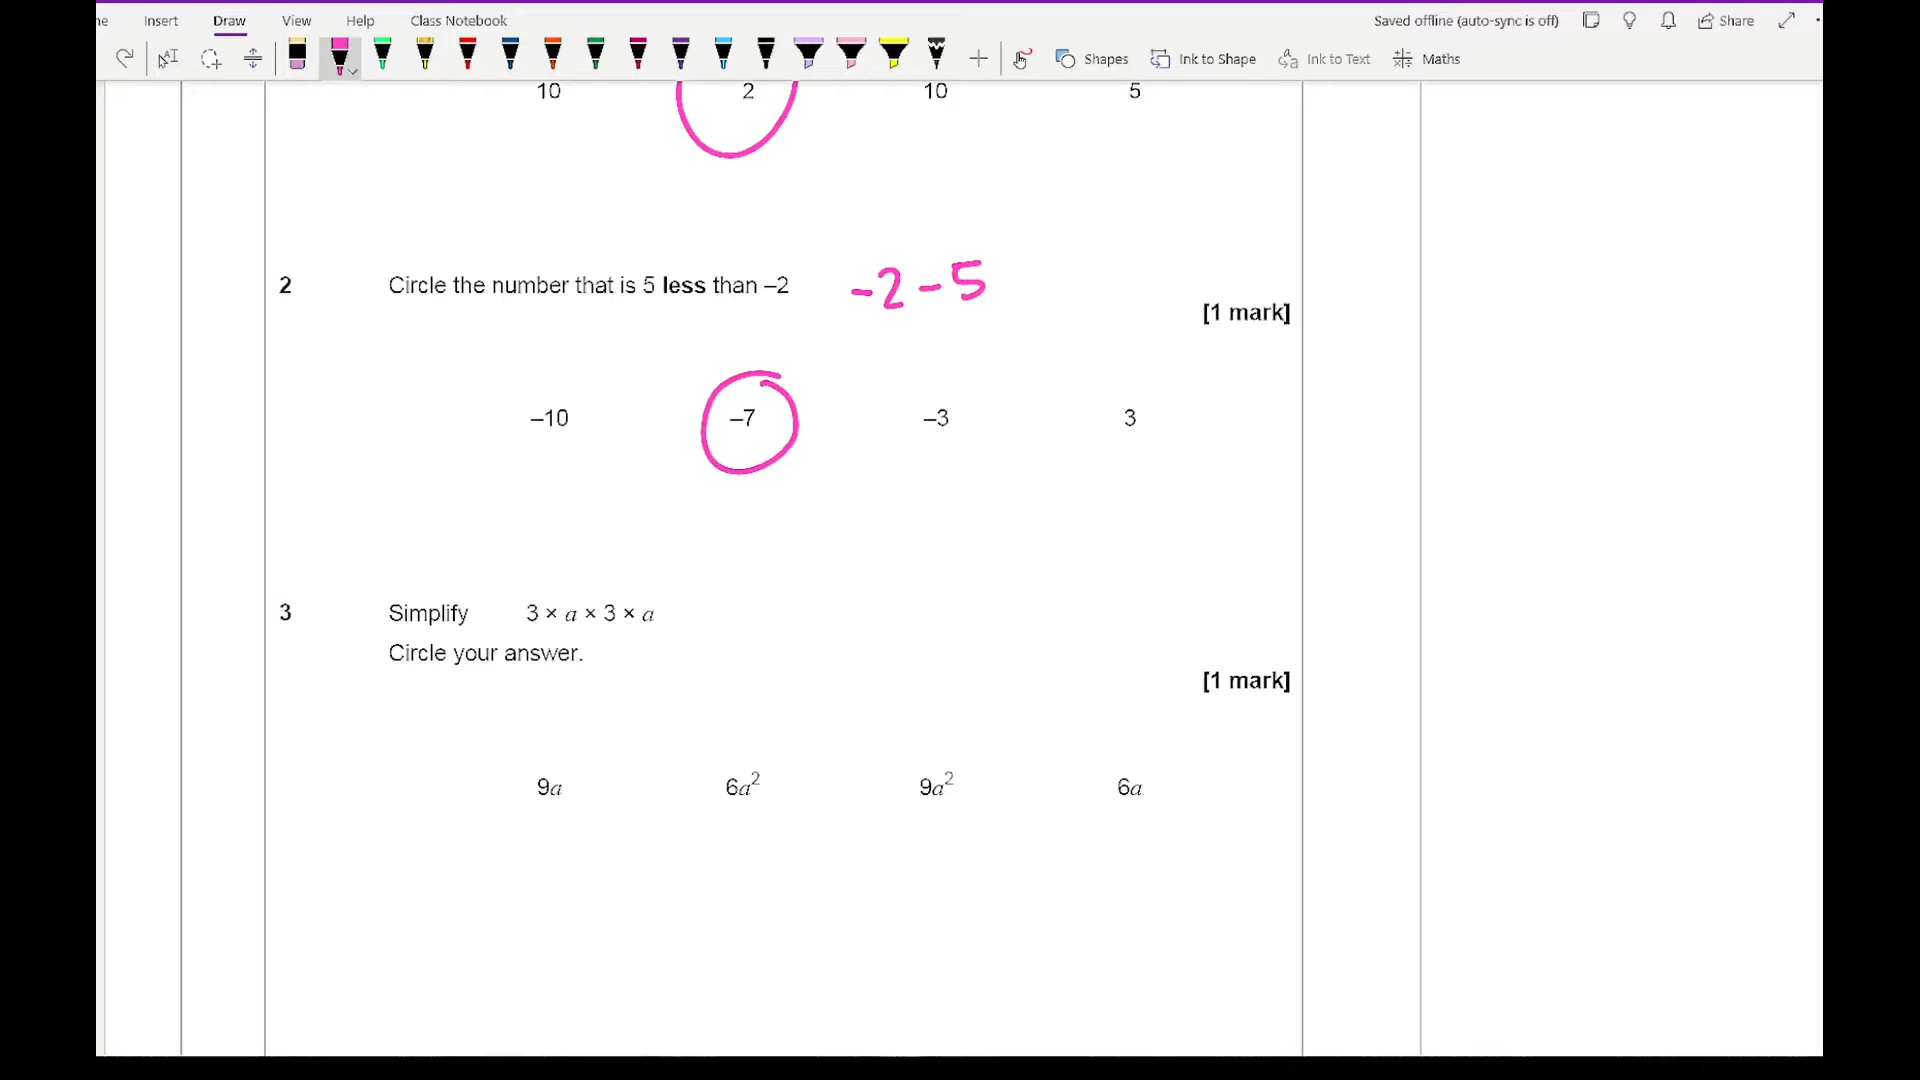 Insert Draw View Help Class Notebook Saved offline (auto-sync is off) Share
Shapes Ink to Shape Ink to Text Maths
10 2 10 5
2 Circle the number that is 5 less than –2 -2-5
[1 mark]
–10 –7 –3 3
3 Simplify 3 × a × 3 × a
Circle your answer.
[1 mark]
9a 6a² 9a² 6a